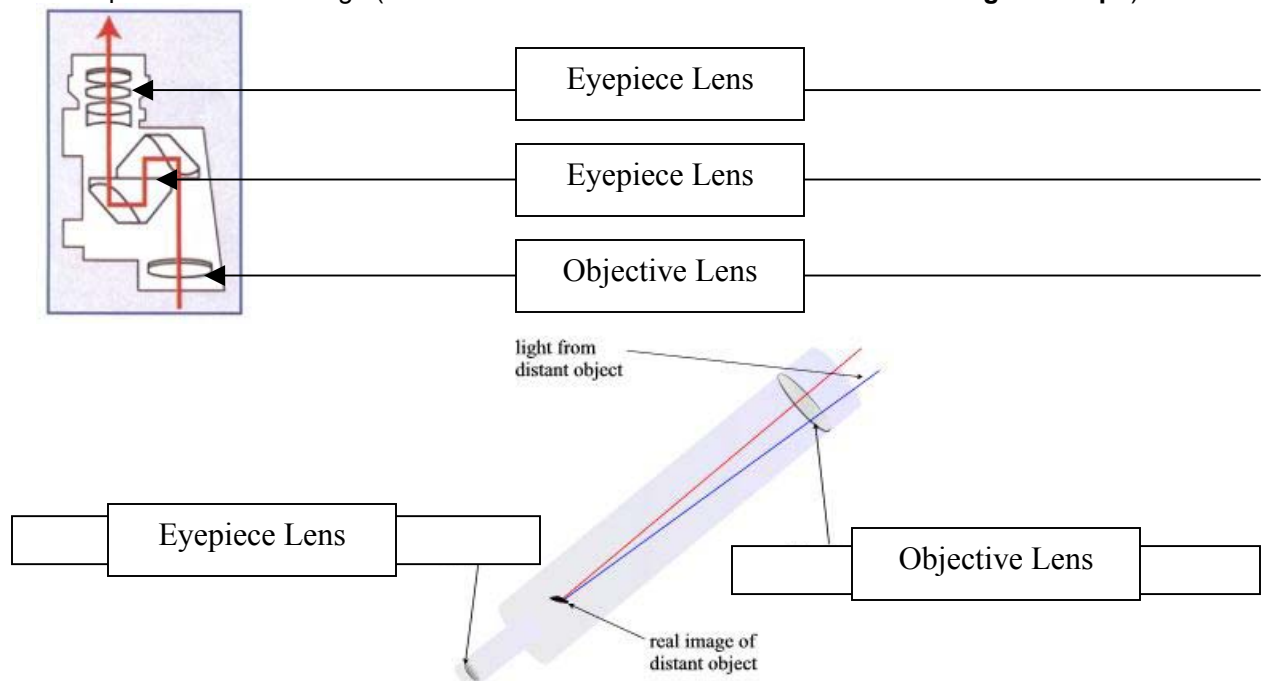 Eyepiece Lens
Eyepiece Lens
Objective Lens
light from
distant object
Eyepiece Lens
Objective Lens
real image of
distant object